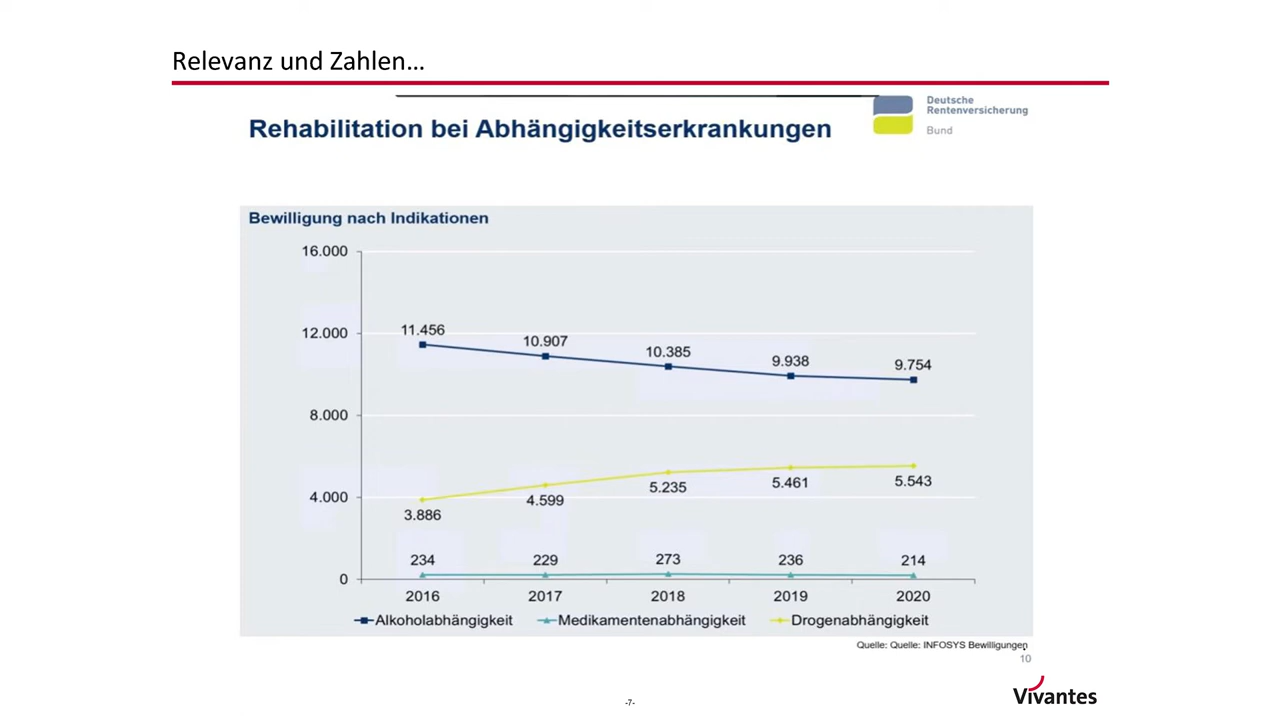 Relevanz und Zahlen...
Deutsche
Rentenversicherung
Bund
Rehabilitation bei Abhängigkeitserkrankungen
Bewilligung nach Indikationen
16.000
12.000
8.000
4.000
0
11.456
10.907
10.385
9.938
9.754
3.886
4.599
5.235
5.461
5.543
234
229
273
236
214
2016
2017
2018
2019
2020
Alkoholabhängigkeit
Medikamentenabhängigkeit
Drogenabhängigkeit
Quelle: Quelle: INFOSYS Bewilligungen
10
-7-
Vivantes